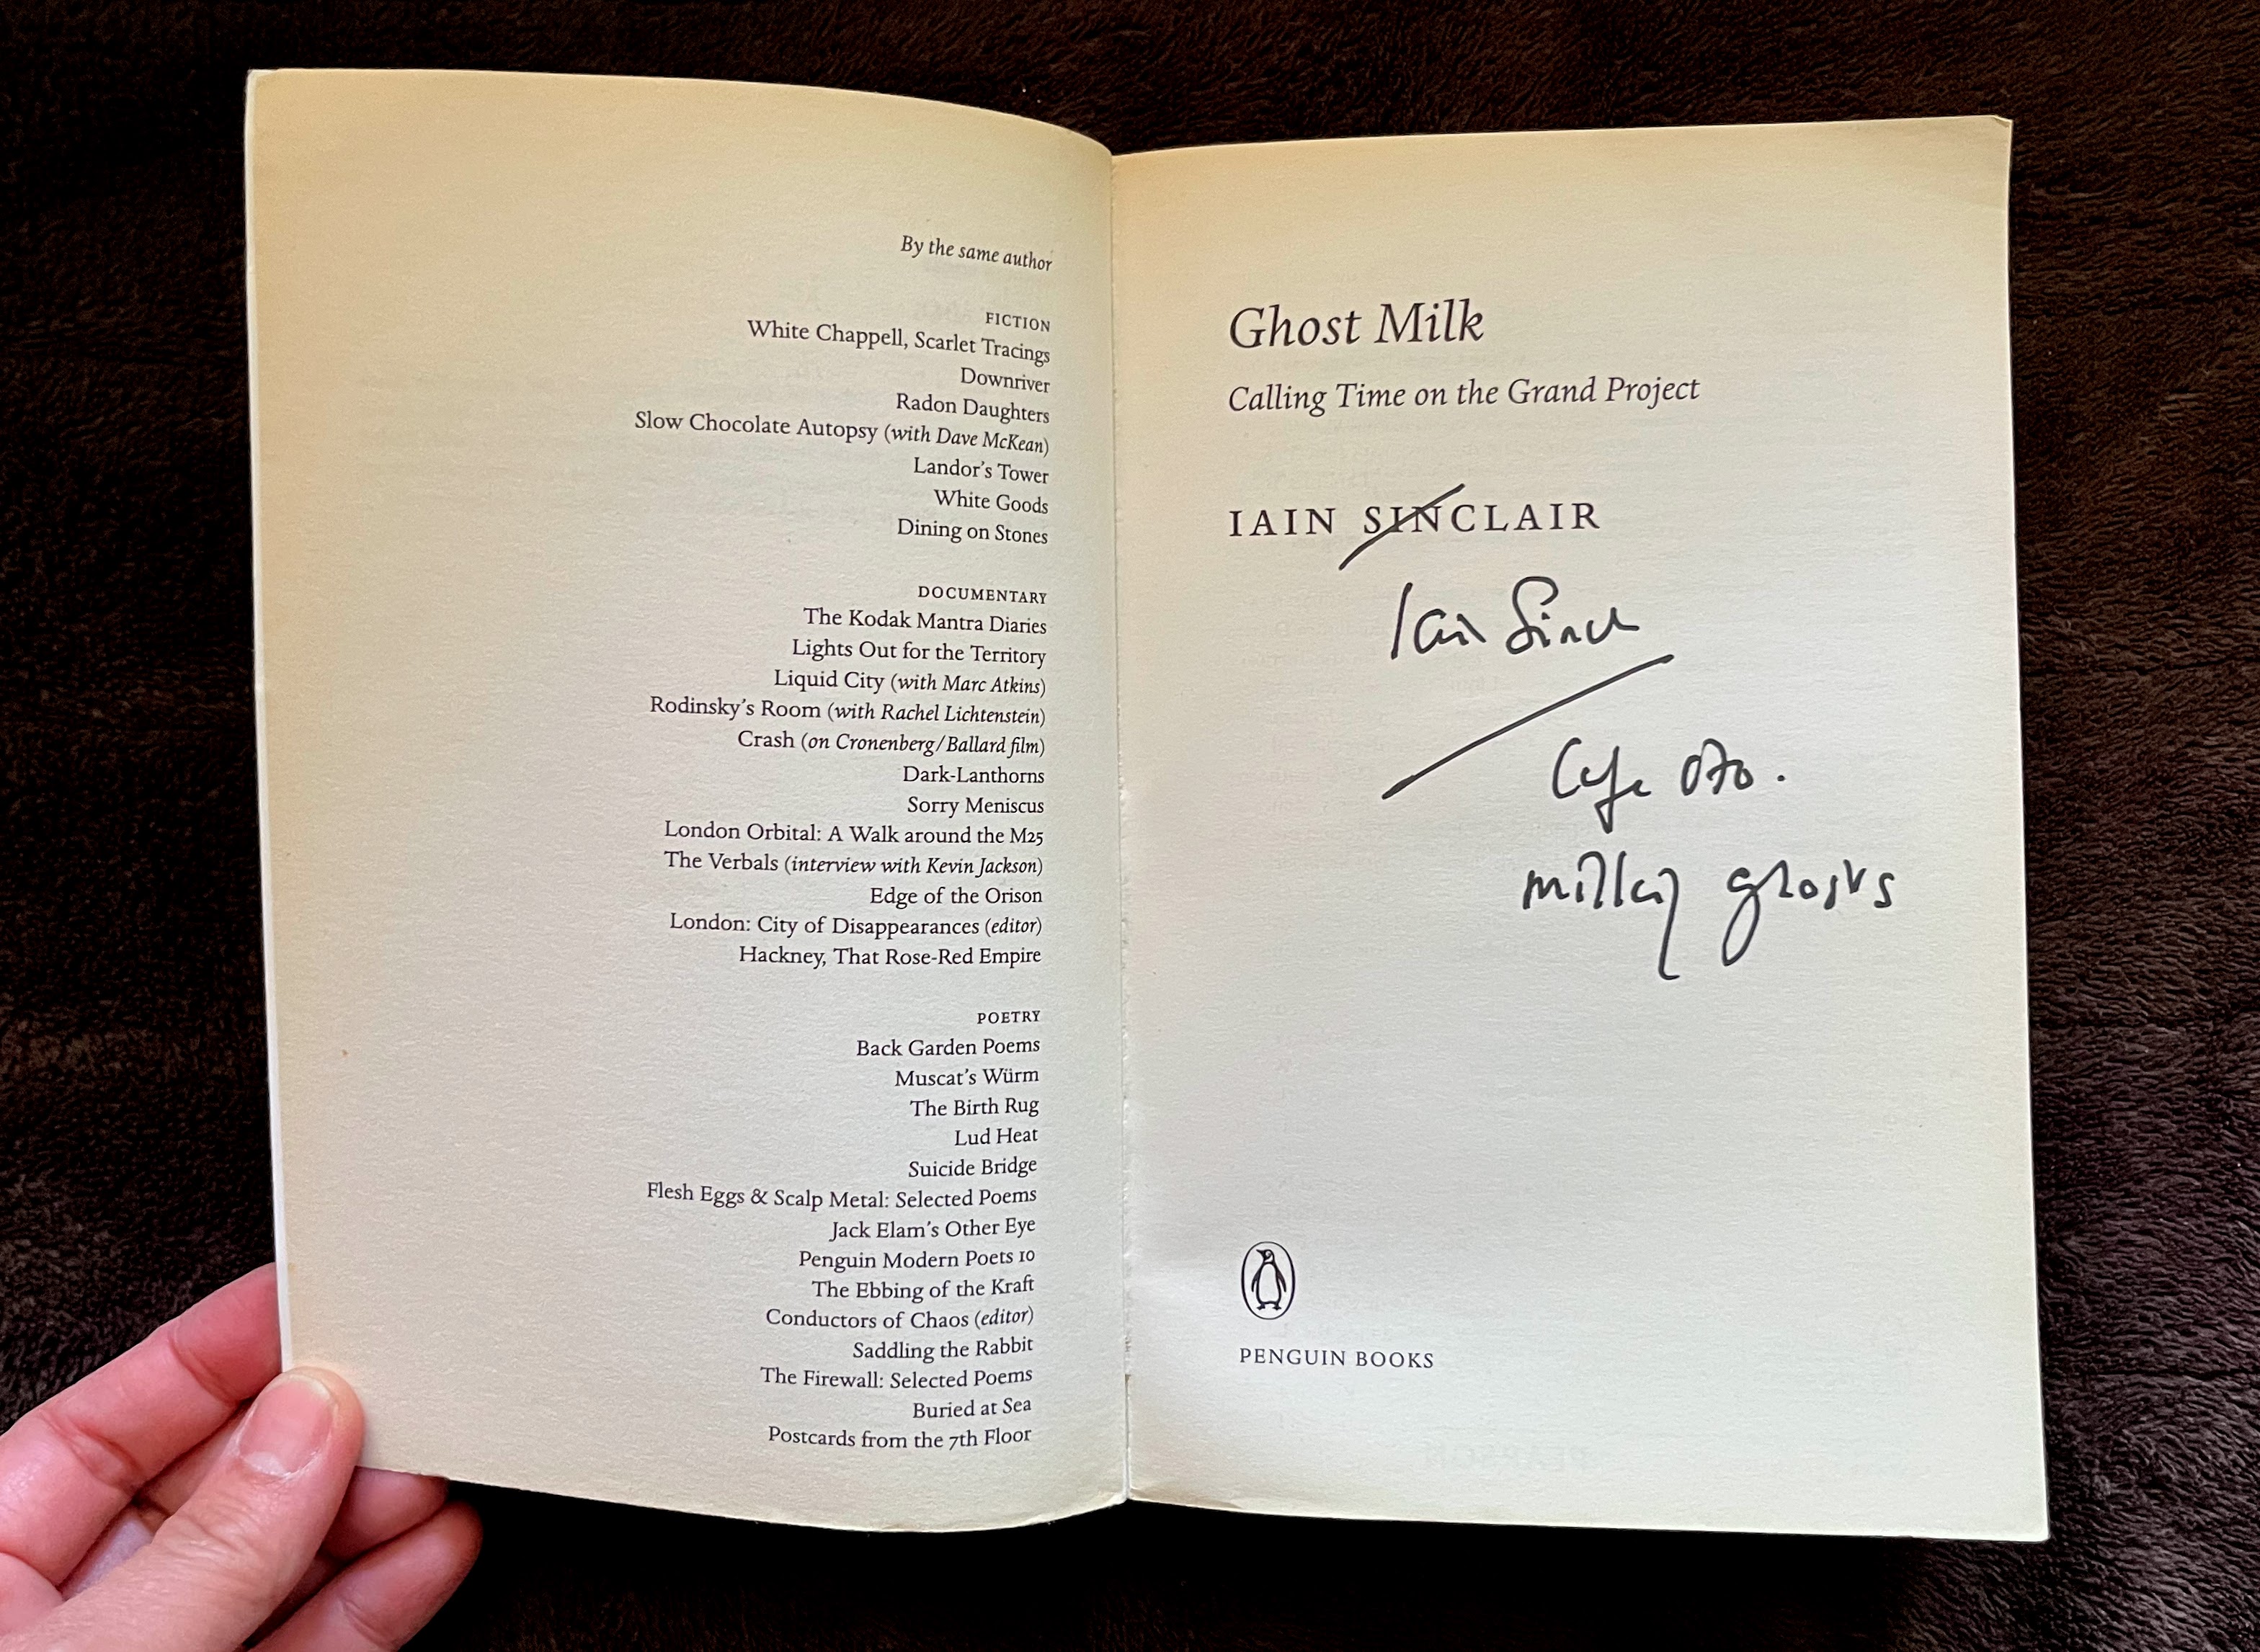 By the same author
FICTION
White Chappell, Scarlet Tracings
Downriver
Radon Daughters
Slow Chocolate Autopsy (with Dave McKean)
Landor's Tower
White Goods
Dining on Stones
DOCUMENTARY
The Kodak Mantra Diaries
Lights Out for the Territory
Liquid City (with Marc Atkins)
Rodinsky's Room (with Rachel Lichtenstein)
Crash (on Cronenberg/Ballard film)
Dark-Lanthorns
Sorry Meniscus
London Orbital: A Walk around the M25
The Verbals (interview with Kevin Jackson)
Edge of the Orison
London: City of Disappearances (editor)
Hackney, That Rose-Red Empire
POETRY
Back Garden Poems
Muscat's Würm
The Birth Rug
Lud Heat
Suicide Bridge
Flesh Eggs & Scalp Metal: Selected Poems
Jack Elam's Other Eye
Penguin Modern Poets 10
The Ebbing of the Kraft
Conductors of Chaos (editor)
Saddling the Rabbit
The Firewall: Selected Poems
Buried at Sea
Postcards from the 7th Floor
Ghost Milk
Calling Time on the Grand Project
IAIN SINCLAIR
Iain Sincl
Cafe Oto.
milky ghosts
PENGUIN BOOKS